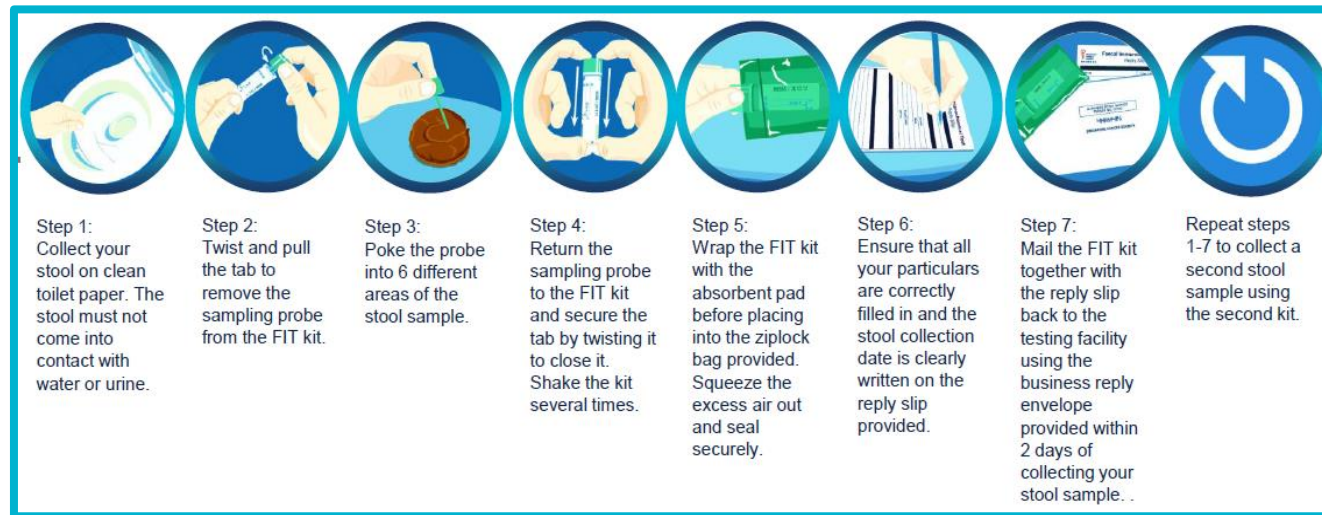 Step 1:
Collect your
stool on clean
toilet paper. The
stool must not
come into
contact with
water or urine.
Step 2:
Twist and pull
the tab to
remove the
sampling probe
from the FIT kit.
Step 3:
Poke the probe
into 6 different
areas of the
stool sample.
Step 4:
Return the
sampling probe
to the FIT kit
and secure the
tab by twisting it
to close it.
Shake the kit
several times.
Step 5:
Wrap the FIT kit
with the
absorbent pad
before placing
into the ziplock
bag provided.
Squeeze the
excess air out
and seal
securely.
Step 6:
Ensure that all
your particulars
are correctly
filled in and the
stool collection
date is clearly
written on the
reply slip
provided.
Step 7:
Mail the FIT kit
together with
the reply slip
back to the
testing facility
using the
business reply
envelope
provided within
2 days of
collecting your
stool sample. .
Repeat steps
1-7 to collect a
second stool
sample using
the second kit.